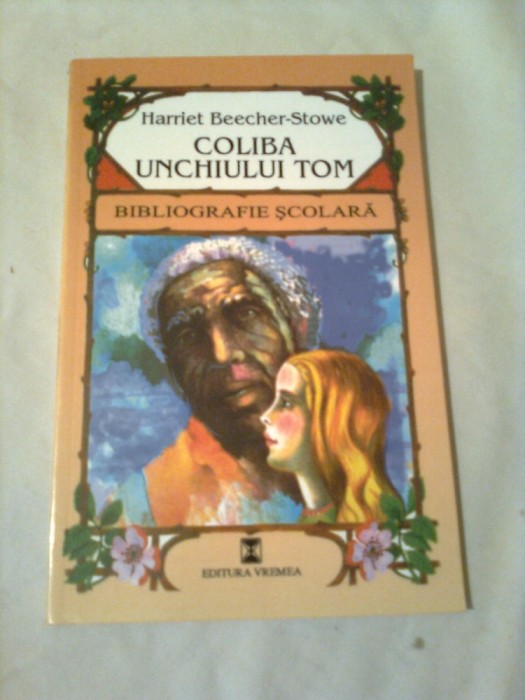 Harriet Beecher-Stowe
COLIBA
UNCHIULUI TOM
BIBLIOGRAFIE ȘCOLARĂ
EDITURA VREMEA